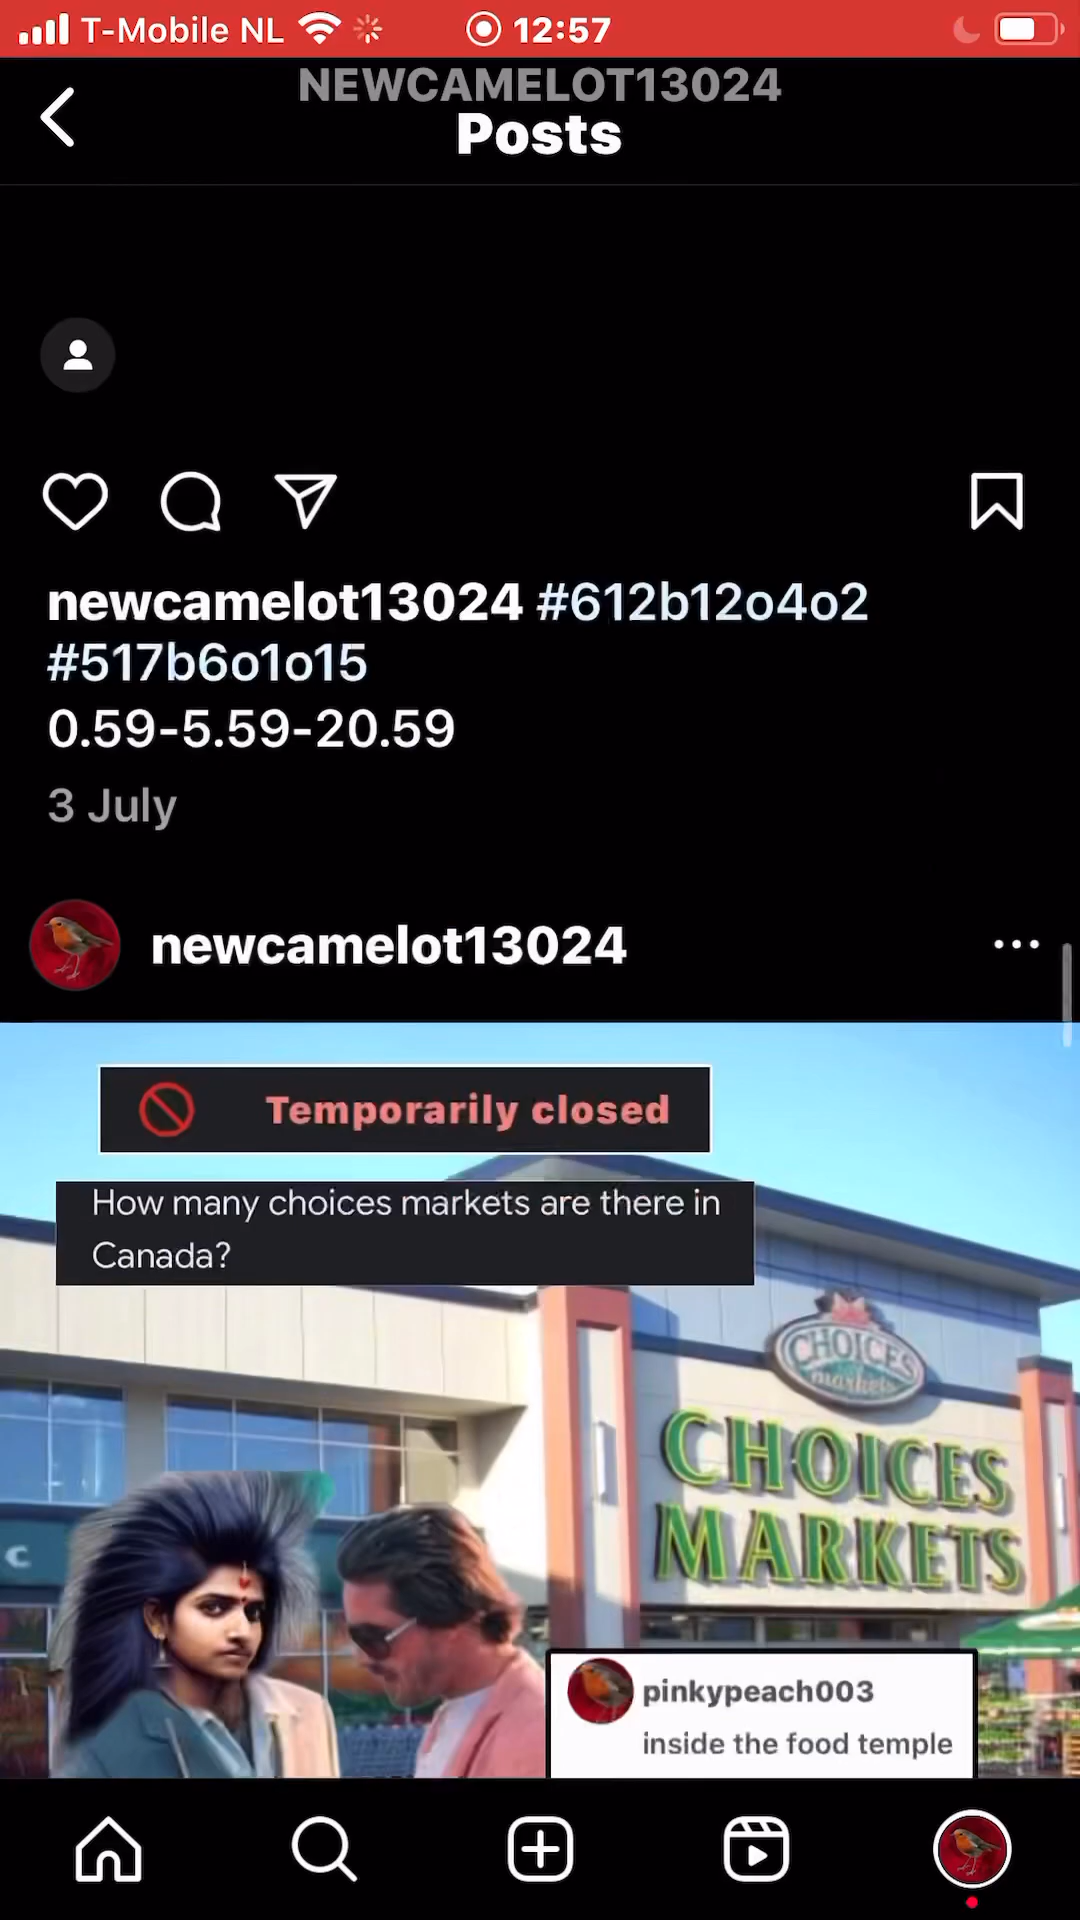 T-Mobile NL
12:57
NEWCAMELOT13024
Posts
newcamelot13024 #612b12o4o2
#517b6o1o15
0.59-5.59-20.59
3 July
newcamelot13024
Temporarily closed
How many choices markets are there in
Canada?
CHOICES
markets
CHOICES
MARKETS
C
pinkypeach003
inside the food temple